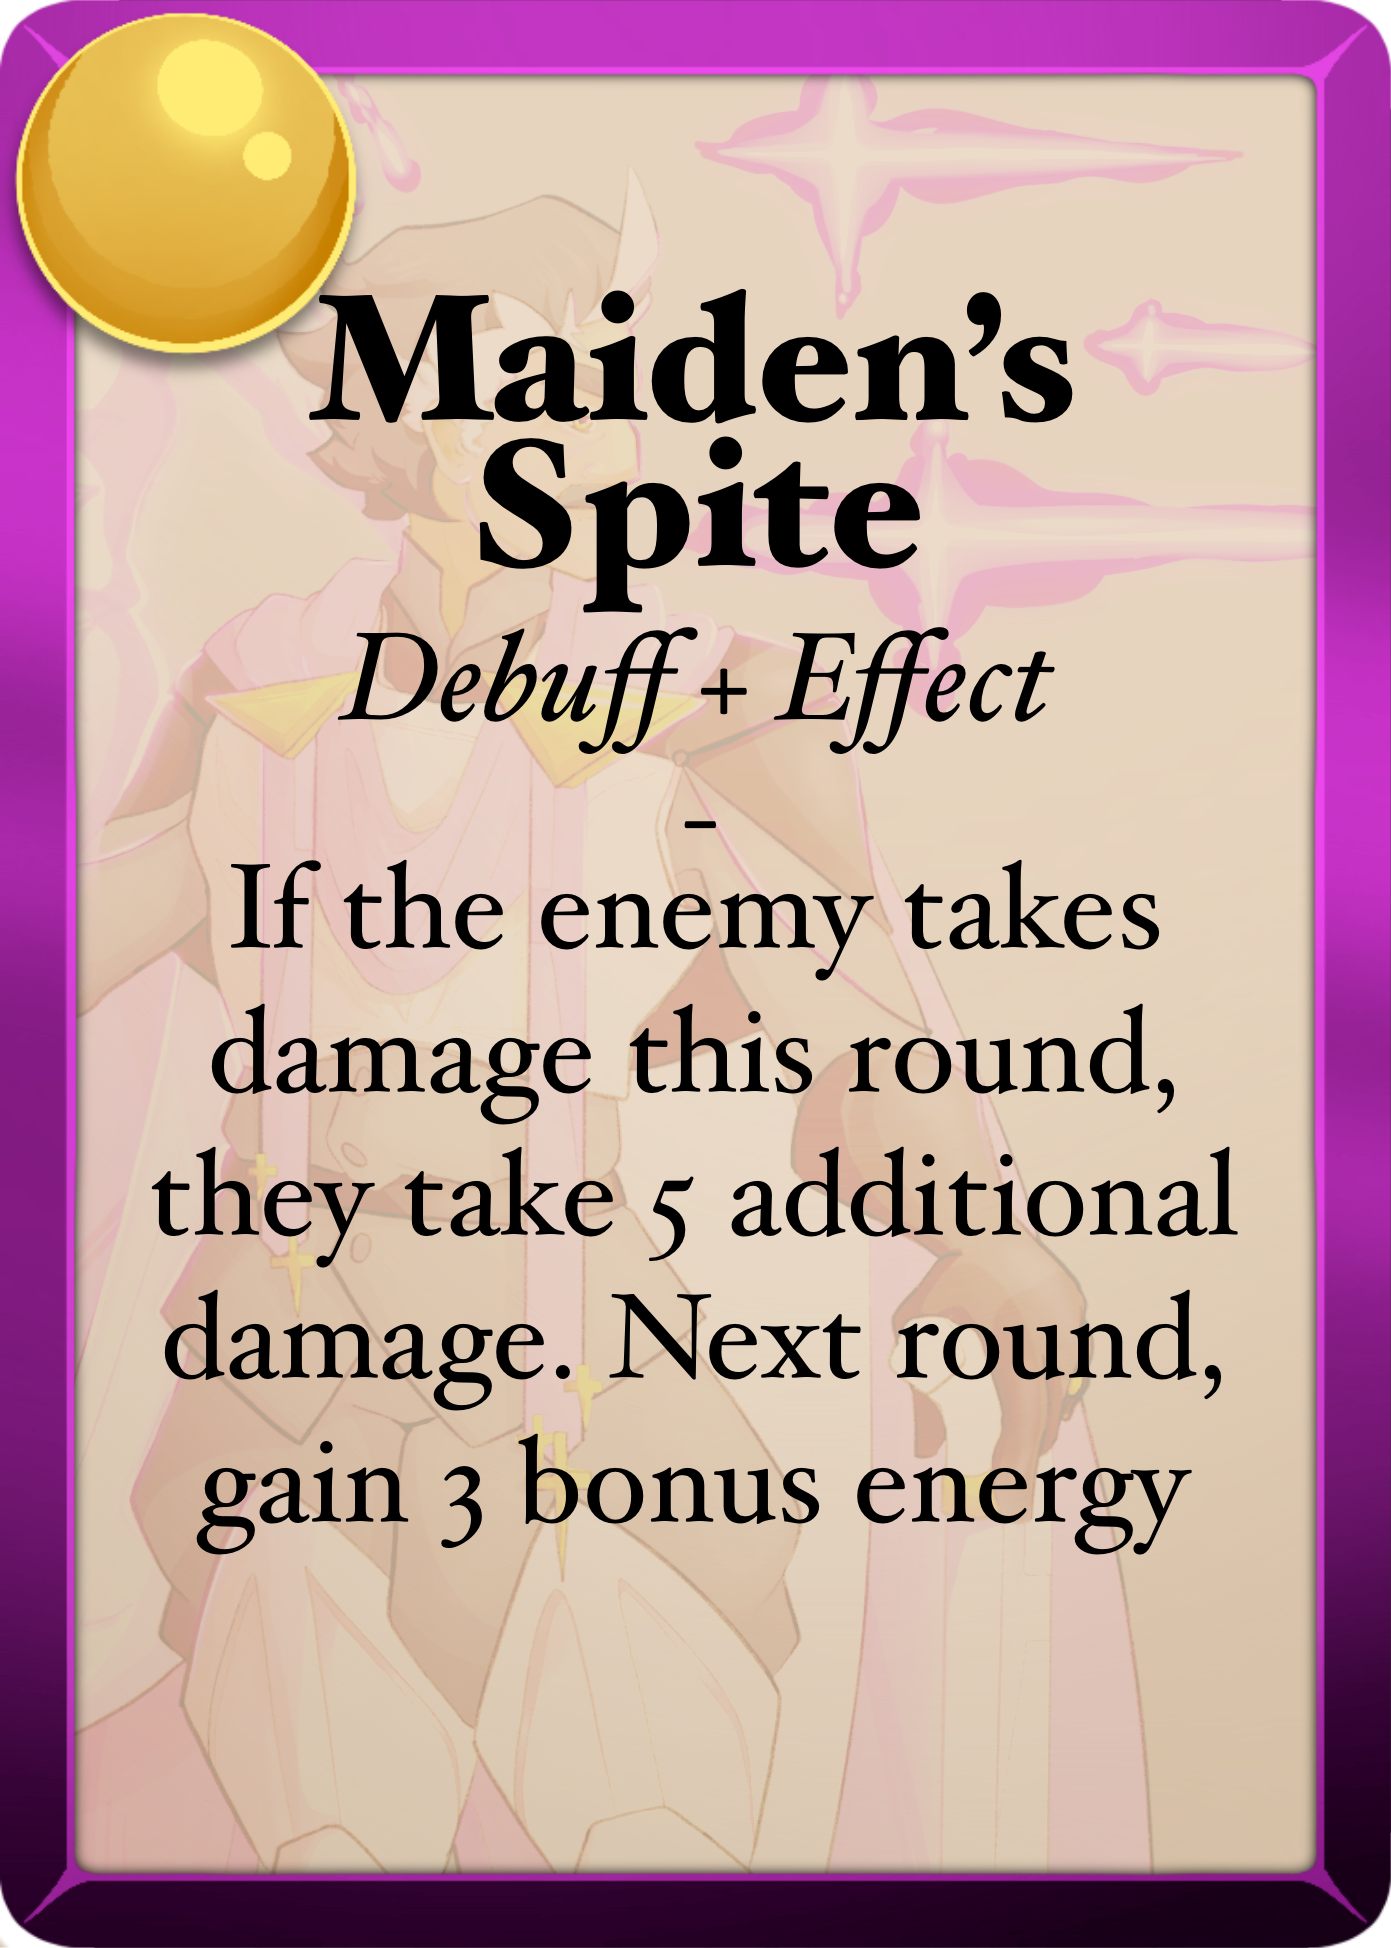 Maiden’s
Spite
Debuff + Effect
-
If the enemy takes
damage this round,
they take 5 additional
damage. Next round,
gain 3 bonus energy